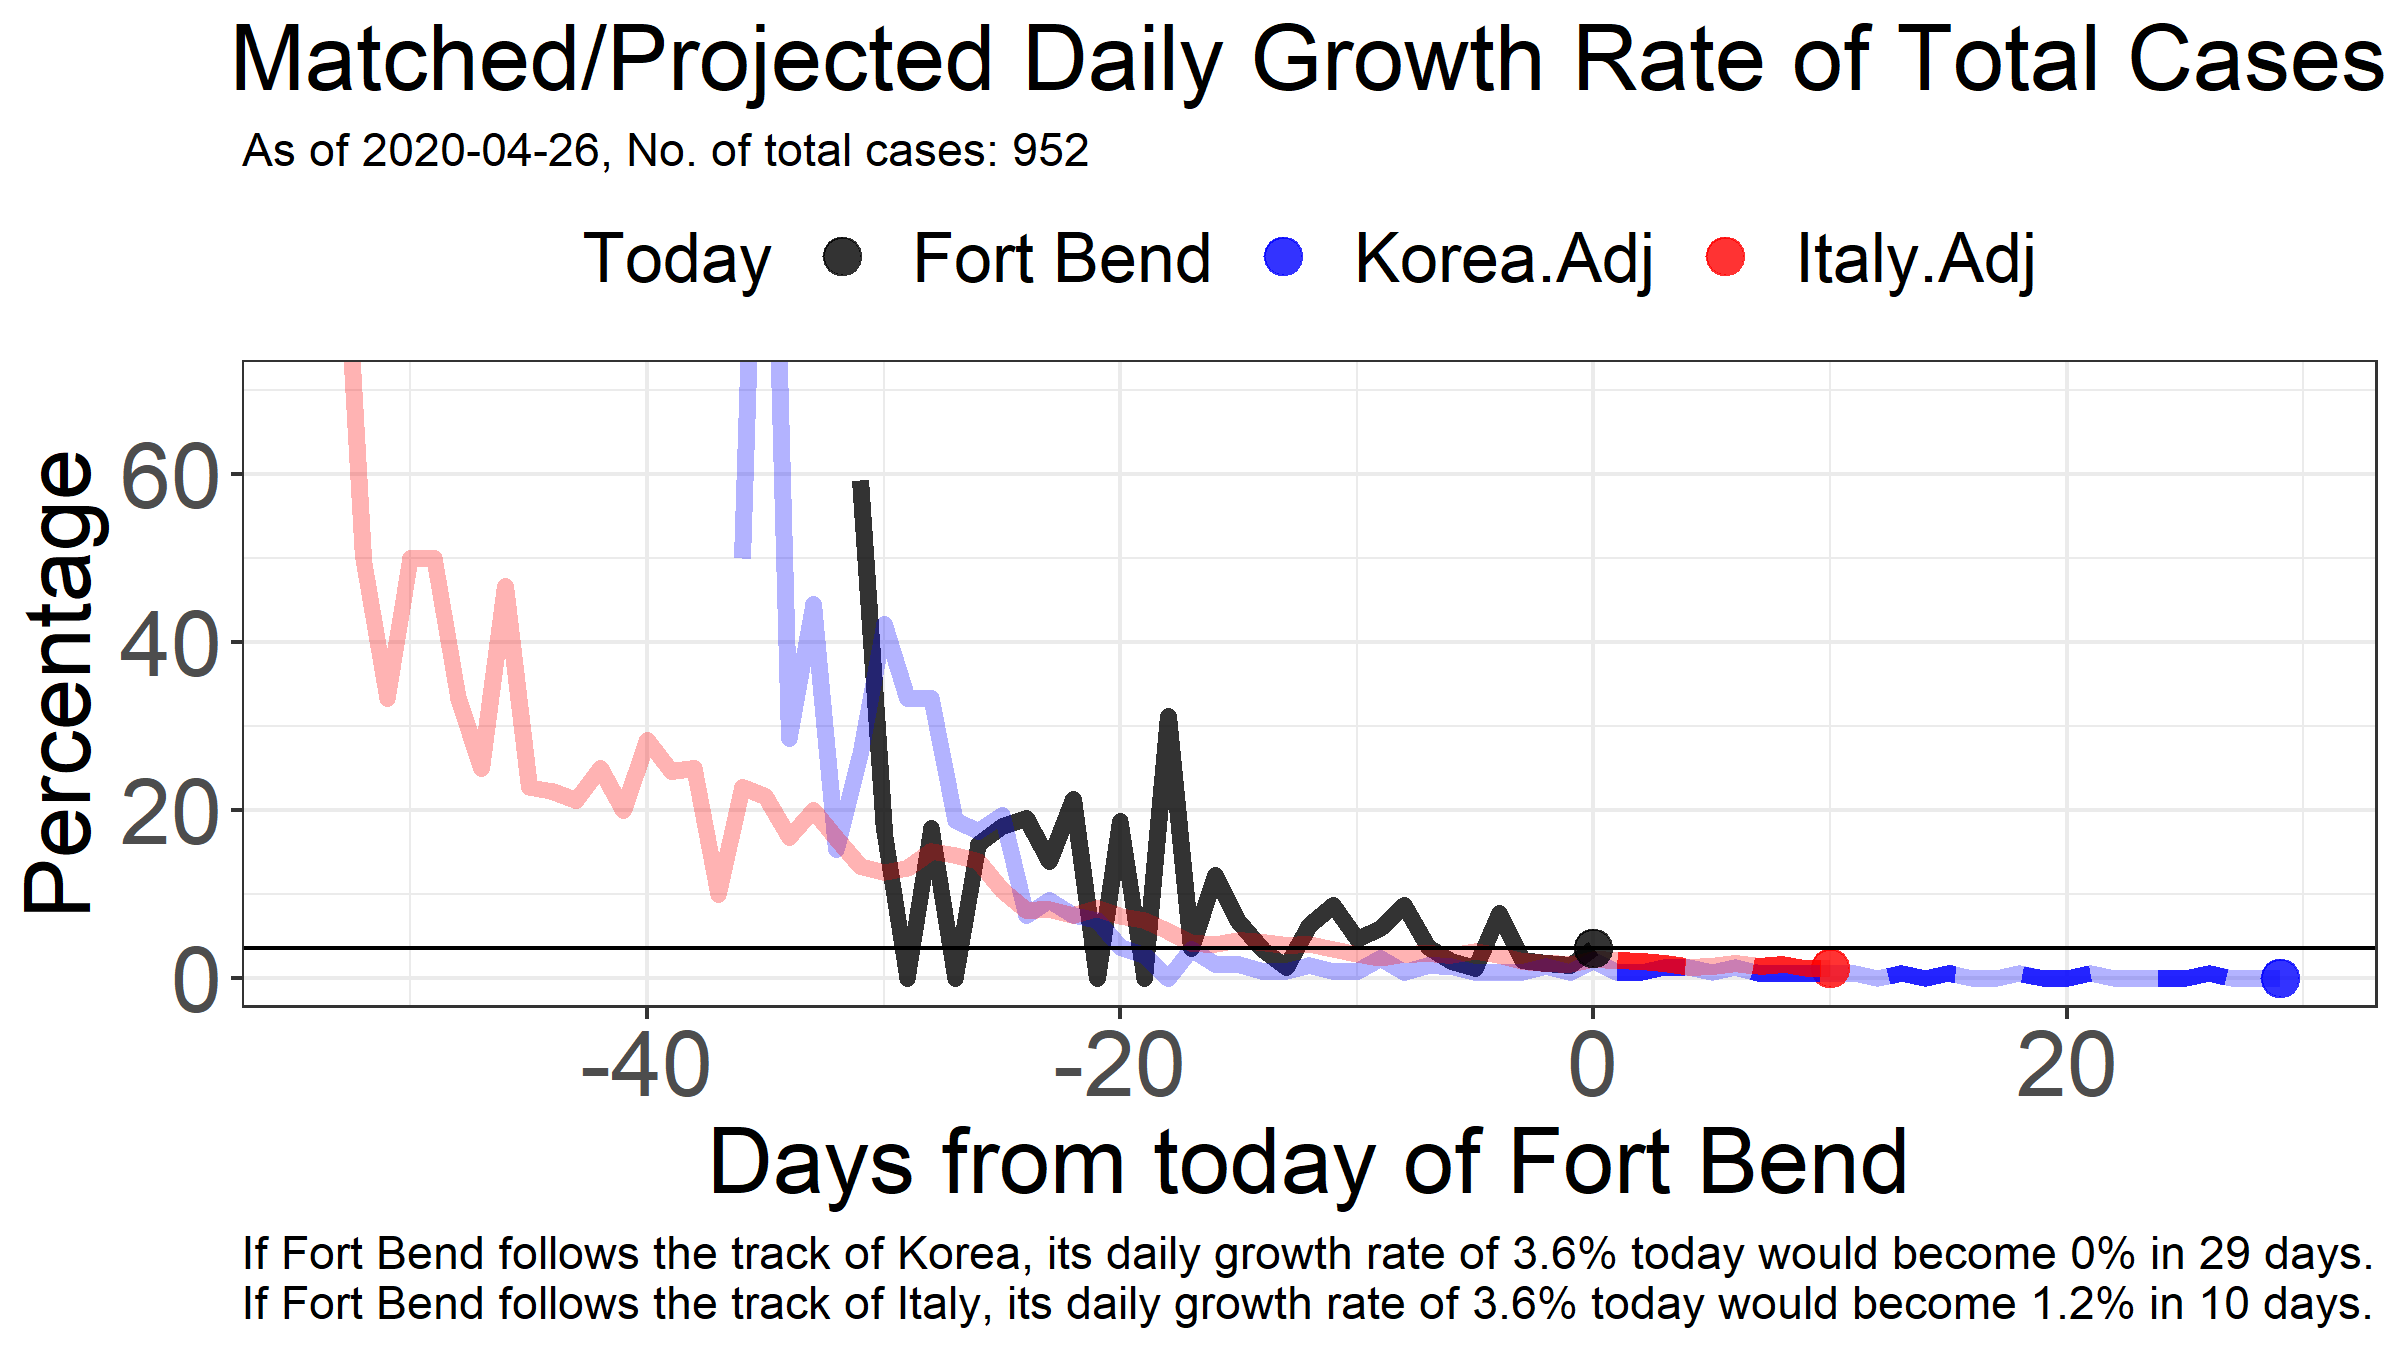 Matched/Projected Daily Growth Rate of Total Cases
As of 2020-04-26, No. of total cases: 952
Today Fort Bend Korea.Adj Italy.Adj
Percentage
60
40
20
0
-40 -20 0 20
Days from today of Fort Bend
If Fort Bend follows the track of Korea, its daily growth rate of 3.6% today would become 0% in 29 days.
If Fort Bend follows the track of Italy, its daily growth rate of 3.6% today would become 1.2% in 10 days.